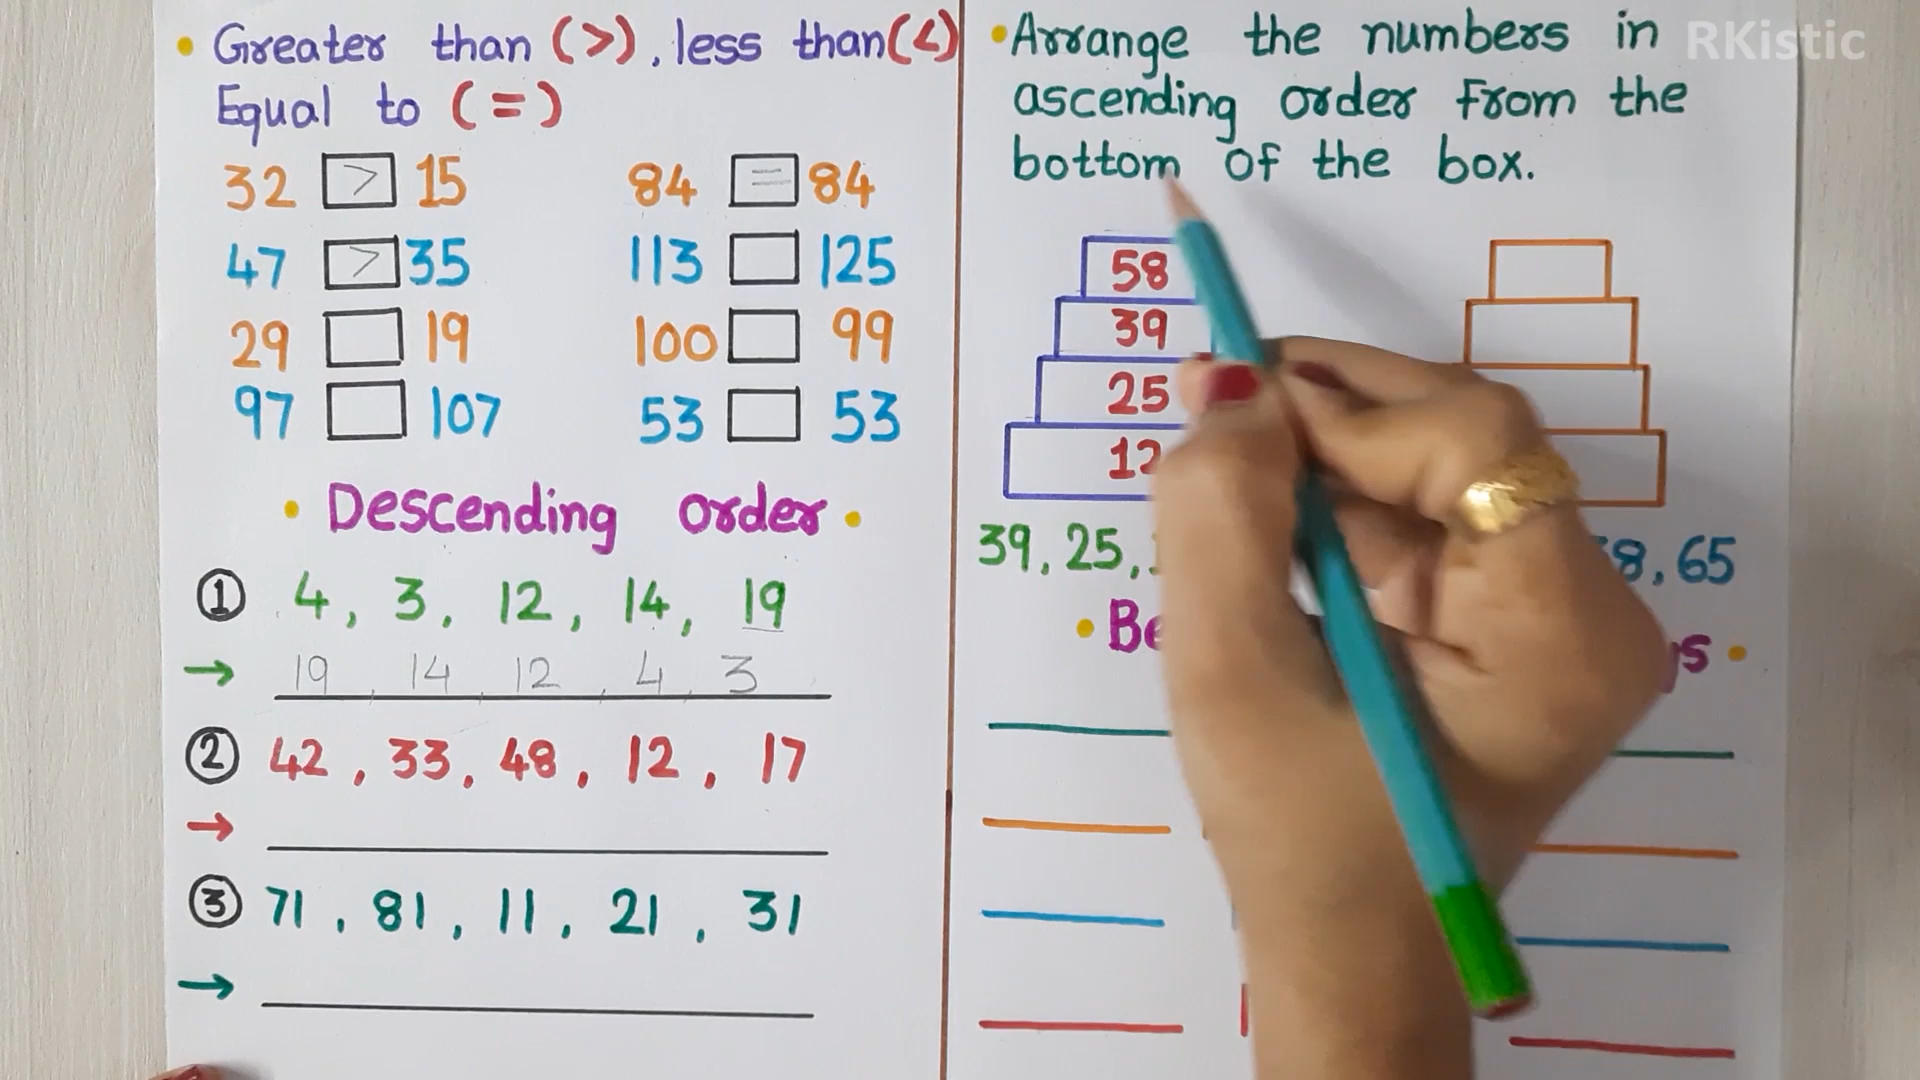 • Greater than (>), less than(<)
Equal to (=)
32 > 15 84 = 84
47 > 35 113 125
29 19 100 99
97 107 53 53
• Descending order •
① 4, 3, 12, 14, 19
→ 19, 14, 12, 4, 3
② 42, 33, 48, 12, 17
→
③ 71, 81, 11, 21, 31
→
• Arrange the numbers in
ascending order from the
bottom of the box.
58
39
25
12
39, 25,
8, 65
RKistic